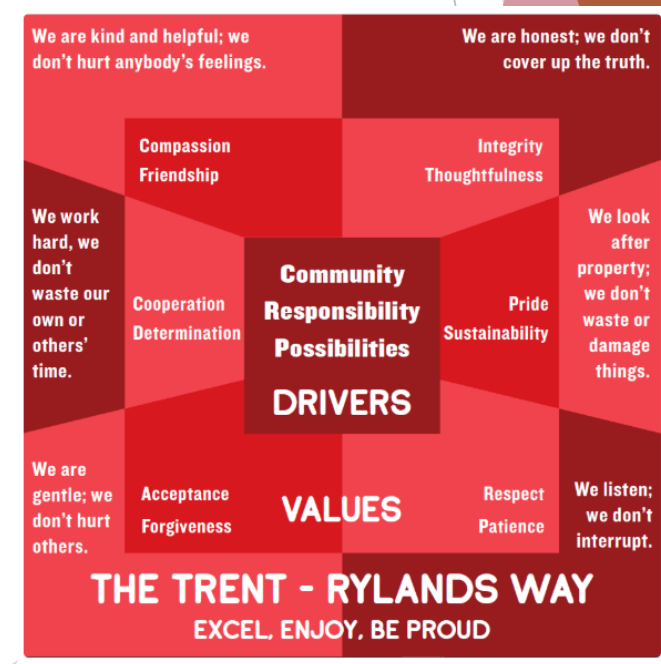 We are kind and helpful; we
don't hurt anybody's feelings.
We are honest; we don't
cover up the truth.
Compassion
Friendship
Integrity
Thoughtfulness
We work
hard, we
don't
waste our
own or
others'
time.
Cooperation
Determination
Community
Responsibility
Possibilities
DRIVERS
Pride
Sustainability
We look
after
property;
we don't
waste or
damage
things.
We are
gentle; we
don't hurt
others.
Acceptance
Forgiveness
VALUES
Respect
Patience
We listen;
we don't
interrupt.
THE TRENT - RYLANDS WAY
EXCEL, ENJOY, BE PROUD